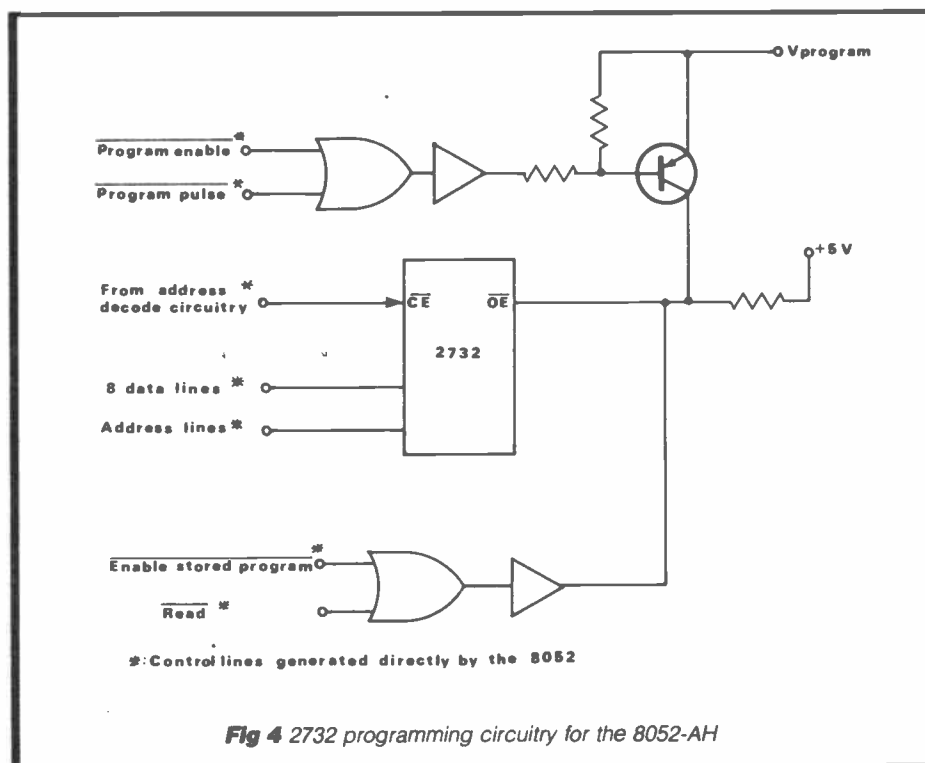 Vprogram
Program enable *
Program pulse *
+5 V
From address *
decode circuitry
CE
OE
2732
8 data lines *
Address lines *
Enable stored program *
Read *
*:Control lines generated directly by the 8052
Fig 4 2732 programming circuitry for the 8052-AH